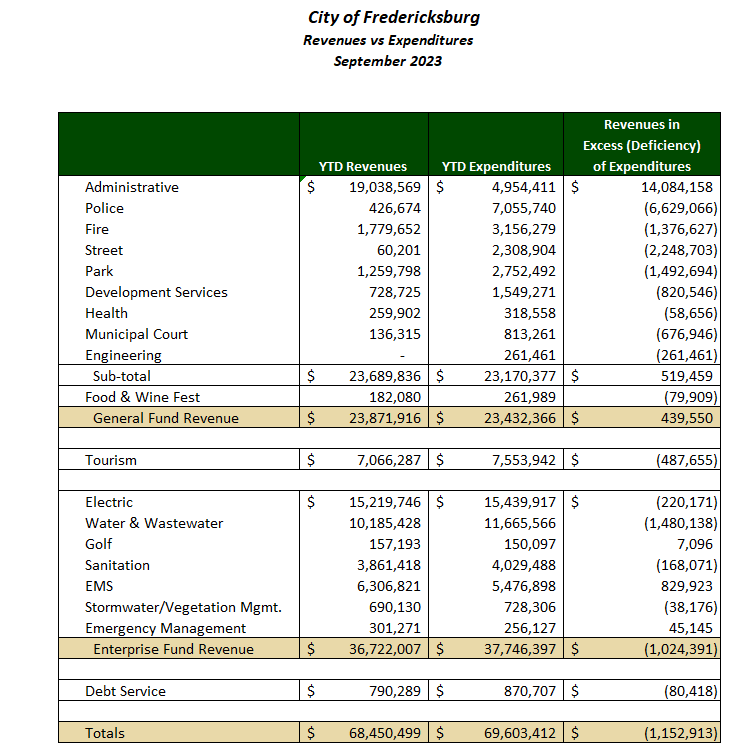 City of Fredericksburg
Revenues vs Expenditures
September 2023
YTD Revenues YTD Expenditures Revenues in Excess (Deficiency) of Expenditures
Administrative $ 19,038,569 $ 4,954,411 $ 14,084,158
Police 426,674 7,055,740 (6,629,066)
Fire 1,779,652 3,156,279 (1,376,627)
Street 60,201 2,308,904 (2,248,703)
Park 1,259,798 2,752,492 (1,492,694)
Development Services 728,725 1,549,271 (820,546)
Health 259,902 318,558 (58,656)
Municipal Court 136,315 813,261 (676,946)
Engineering - 261,461 (261,461)
Sub-total $ 23,689,836 $ 23,170,377 $ 519,459
Food & Wine Fest 182,080 261,989 (79,909)
General Fund Revenue $ 23,871,916 $ 23,432,366 $ 439,550
Tourism $ 7,066,287 $ 7,553,942 $ (487,655)
Electric $ 15,219,746 $ 15,439,917 $ (220,171)
Water & Wastewater 10,185,428 11,665,566 (1,480,138)
Golf 157,193 150,097 7,096
Sanitation 3,861,418 4,029,488 (168,071)
EMS 6,306,821 5,476,898 829,923
Stormwater/Vegetation Mgmt. 690,130 728,306 (38,176)
Emergency Management 301,271 256,127 45,145
Enterprise Fund Revenue $ 36,722,007 $ 37,746,397 $ (1,024,391)
Debt Service $ 790,289 $ 870,707 $ (80,418)
Totals $ 68,450,499 $ 69,603,412 $ (1,152,913)